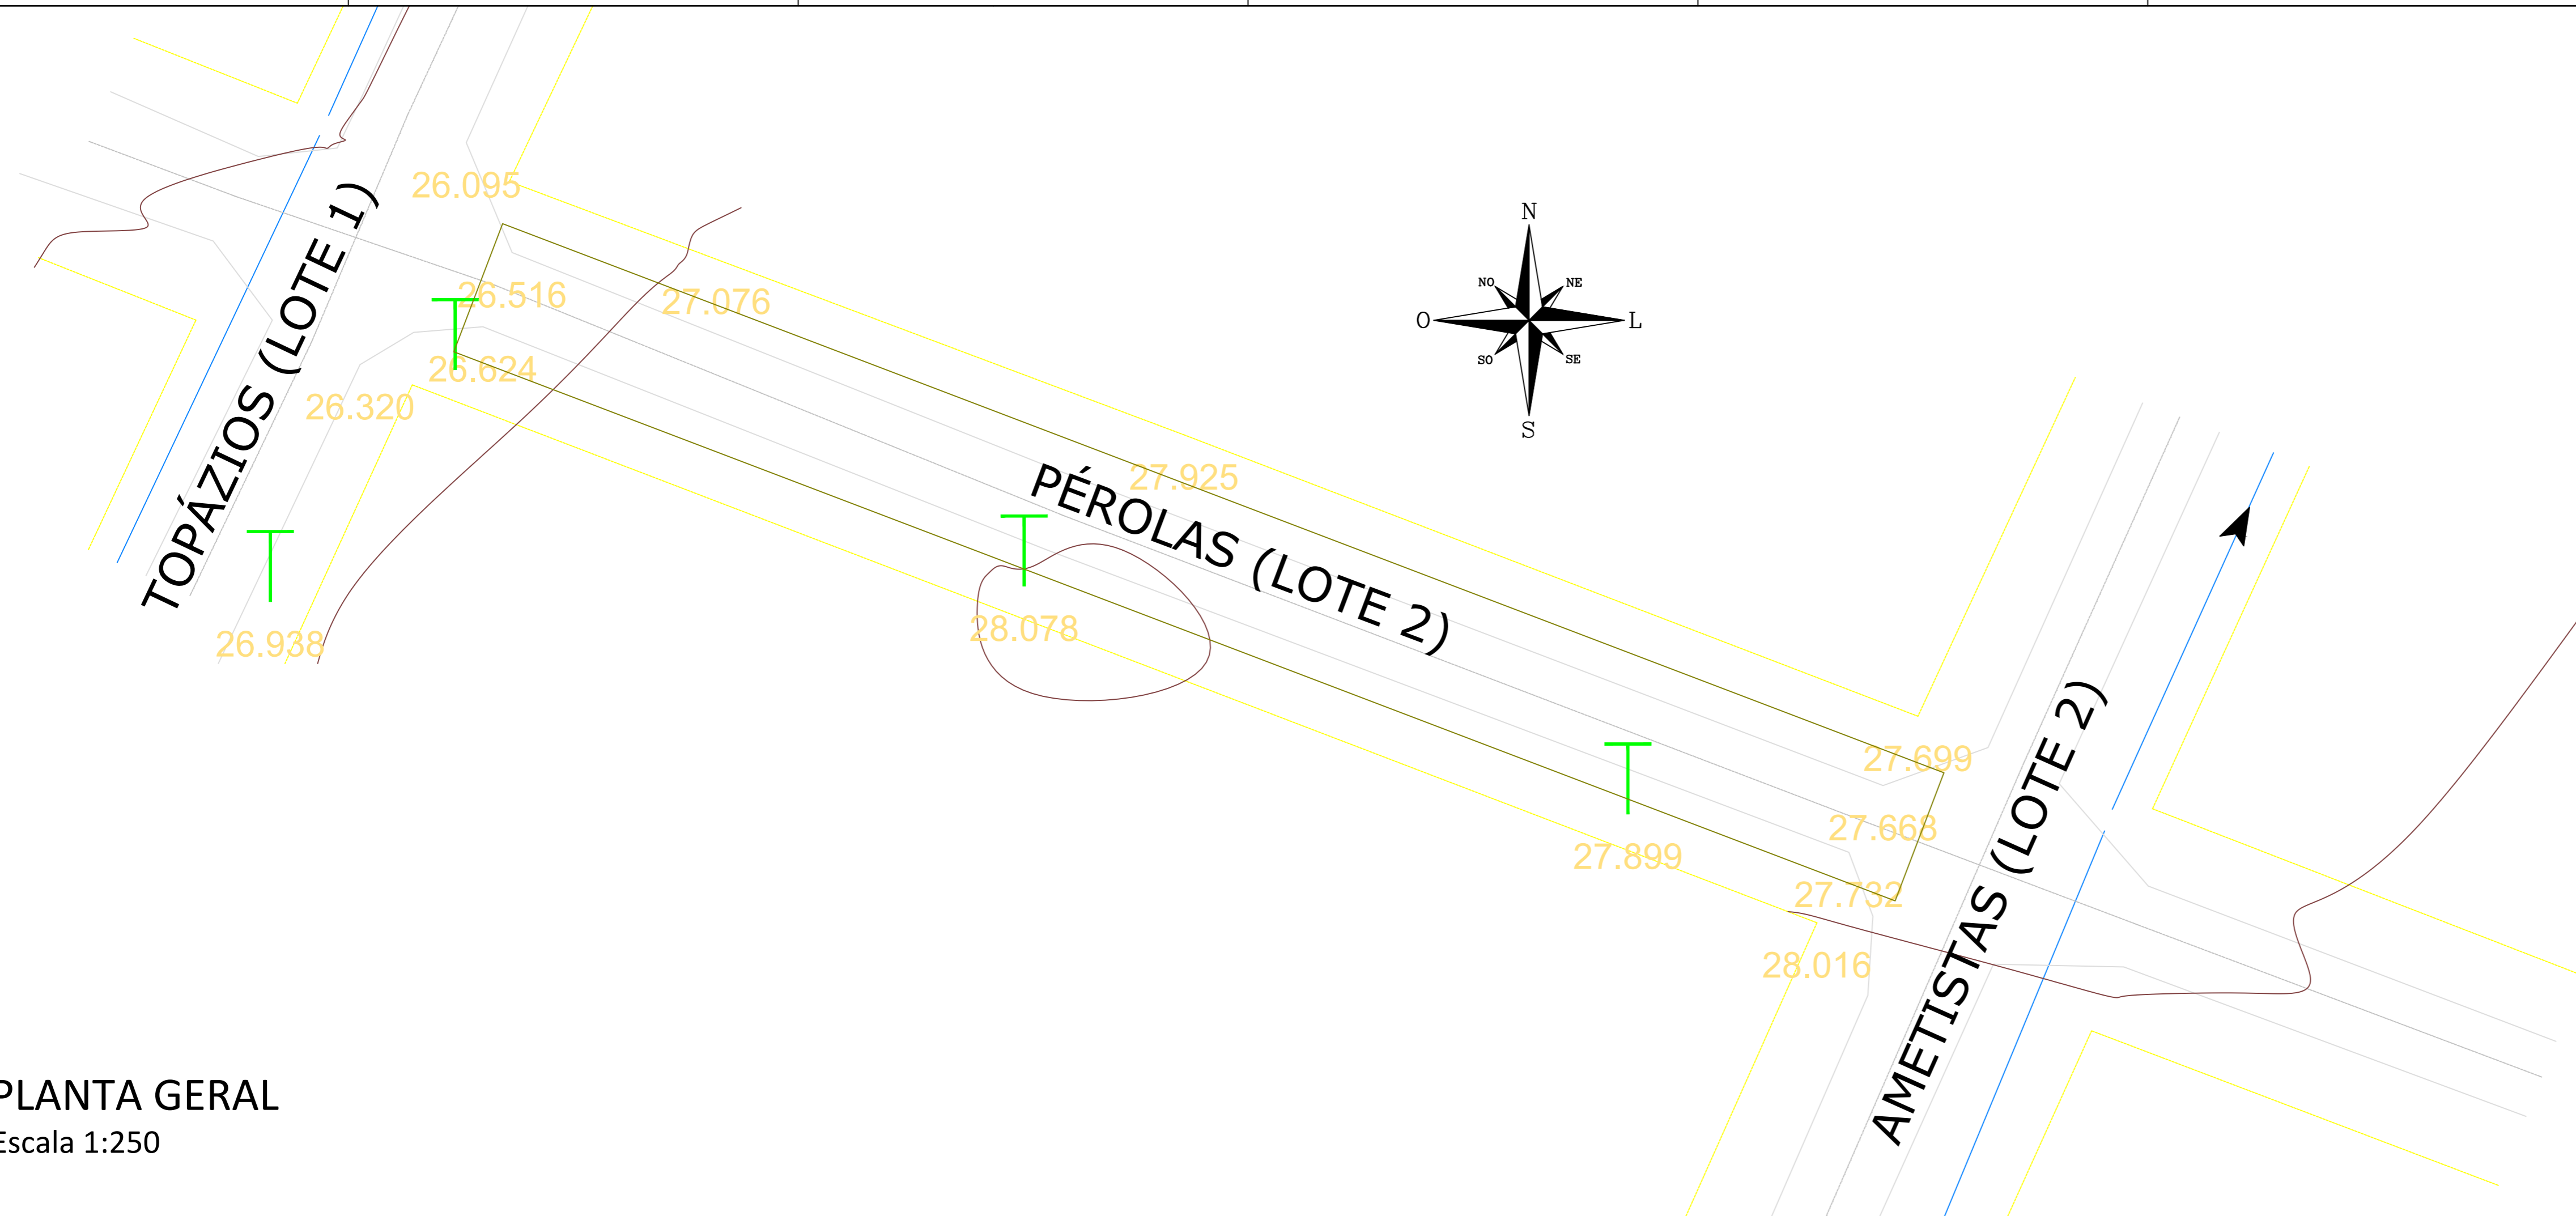 26.095
TOPÁZIOS (LOTE 1)
26.516
27.076
26.624
26.320
26.938
N
NO
NE
O
L
SO
SE
S
27.925
PÉROLAS (LOTE 2)
28.078
27.699
27.668
27.899
27.732
28.016
AMETISTAS (LOTE 2)
PLANTA GERAL
Escala 1:250